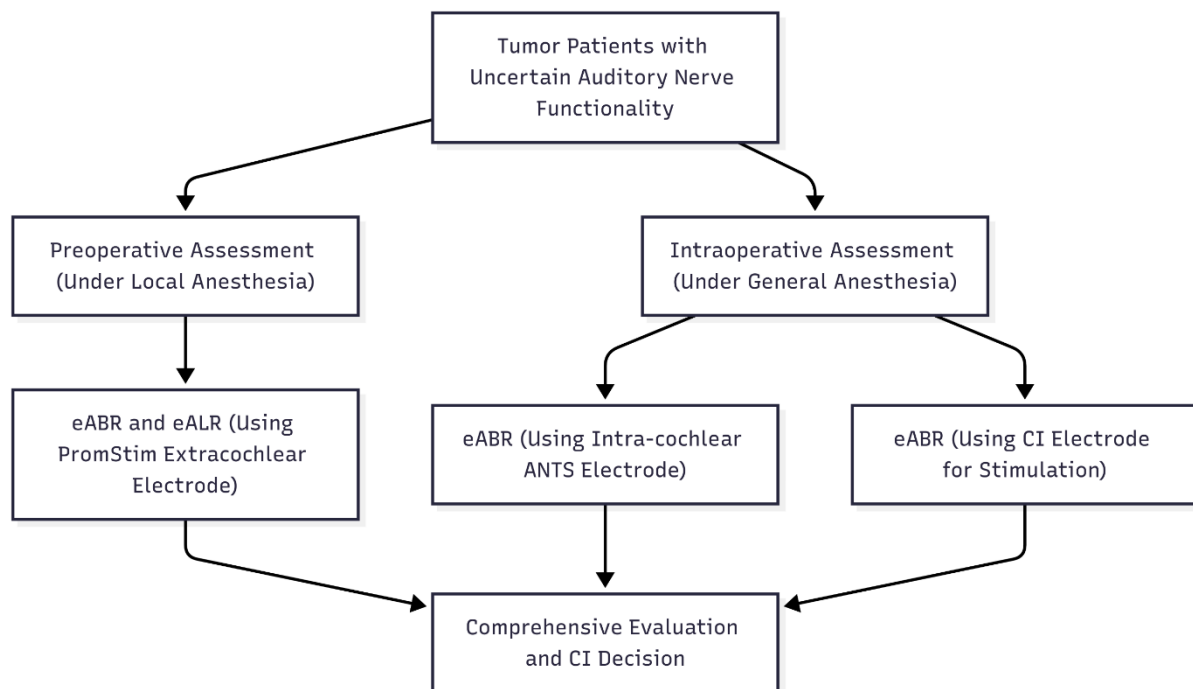 Tumor Patients with
Uncertain Auditory Nerve
Functionality
Preoperative Assessment
(Under Local Anesthesia)
Intraoperative Assessment
(Under General Anesthesia)
eABR and eALR (Using
PromStim Extracochlear
Electrode)
eABR (Using Intra-cochlear
ANTS Electrode)
eABR (Using CI Electrode
for Stimulation)
Comprehensive Evaluation
and CI Decision